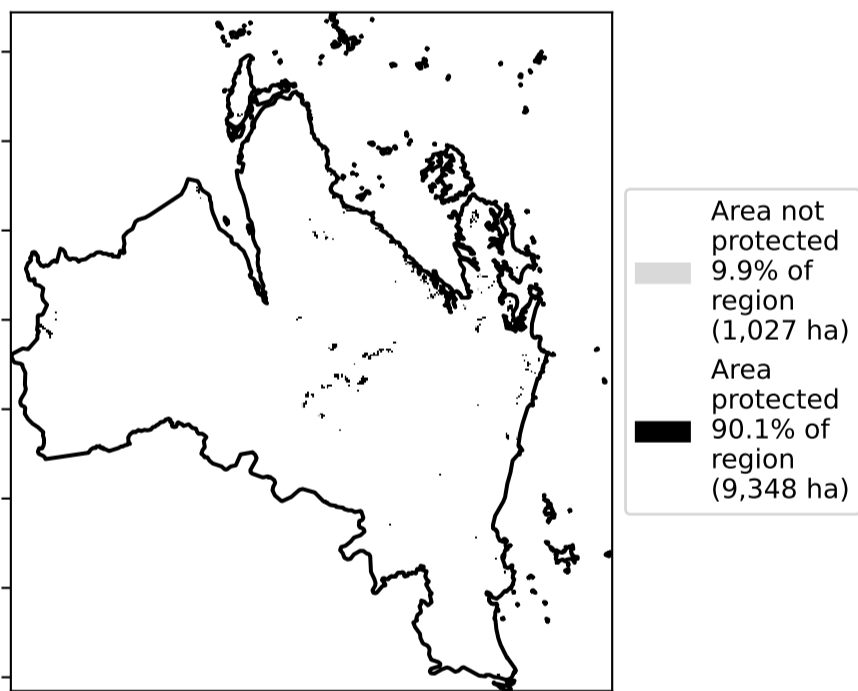 Area not
protected
9.9% of
region
(1,027 ha)
Area
protected
90.1% of
region
(9,348 ha)